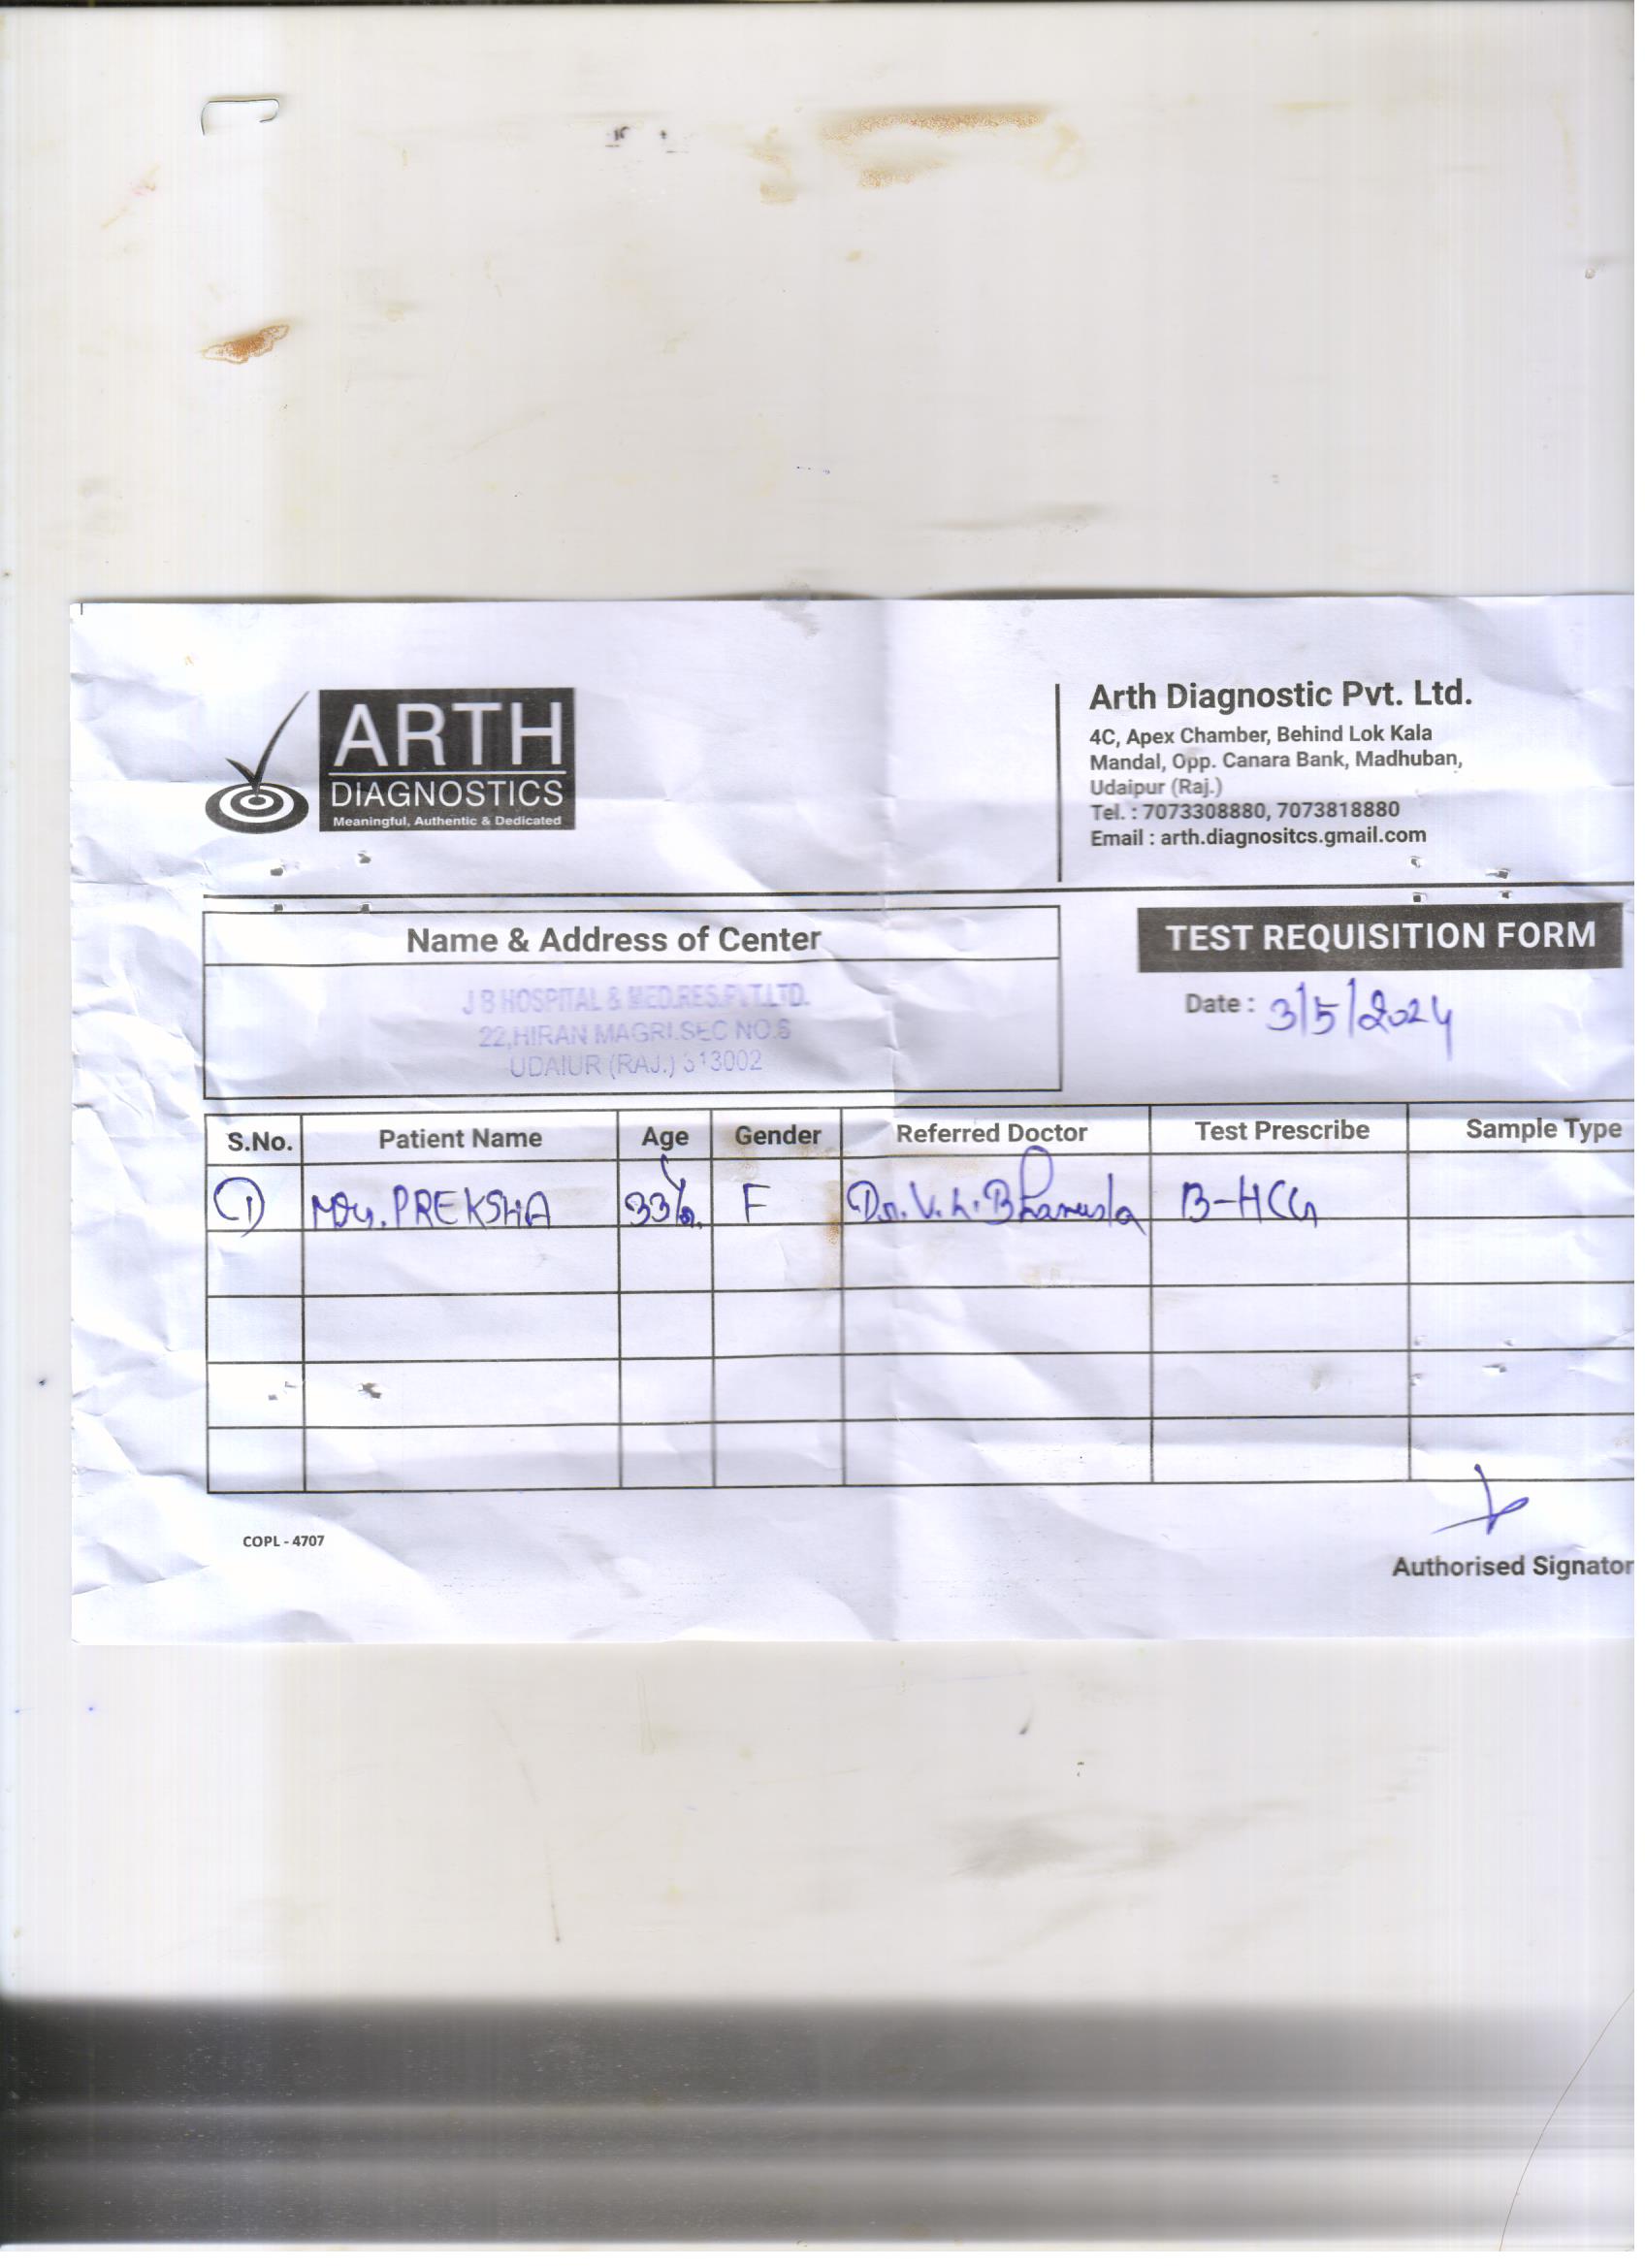 ARTH
DIAGNOSTICS
Meaningful, Authentic & Dedicated
Arth Diagnostic Pvt. Ltd.
4C, Apex Chamber, Behind Lok Kala
Mandal, Opp. Canara Bank, Madhuban,
Udaipur (Raj.)
Tel. : 7073308880, 7073818880
Email : arth.diagnositcs.gmail.com
Name & Address of Center
J B HOSPITAL & MED.RES.PVT.LTD.
22,HIRAN MAGRI.SEC NO.6
UDAIUR (RAJ.) 313002
TEST REQUISITION FORM
Date : 3/5/2024
S.No. Patient Name Age Gender Referred Doctor Test Prescribe Sample Type
1 PREKSHA 33 F Dr. V. L. B-HCG
COPL - 4707
Authorised Signator